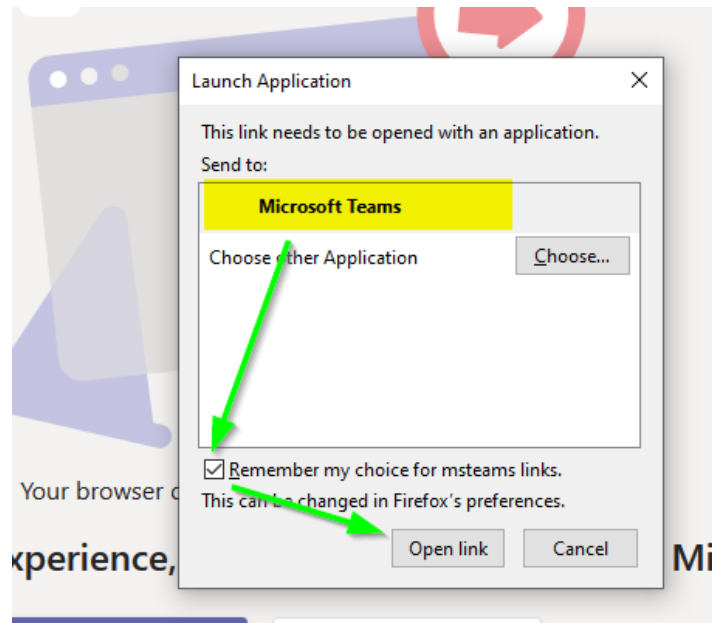 Launch Application
This link needs to be opened with an application.
Send to:
Microsoft Teams
Choose other Application
Choose...
Remember my choice for msteams links.
Your browser
This can be changed in Firefox's preferences.
xperience,
Open link
Cancel
Mi